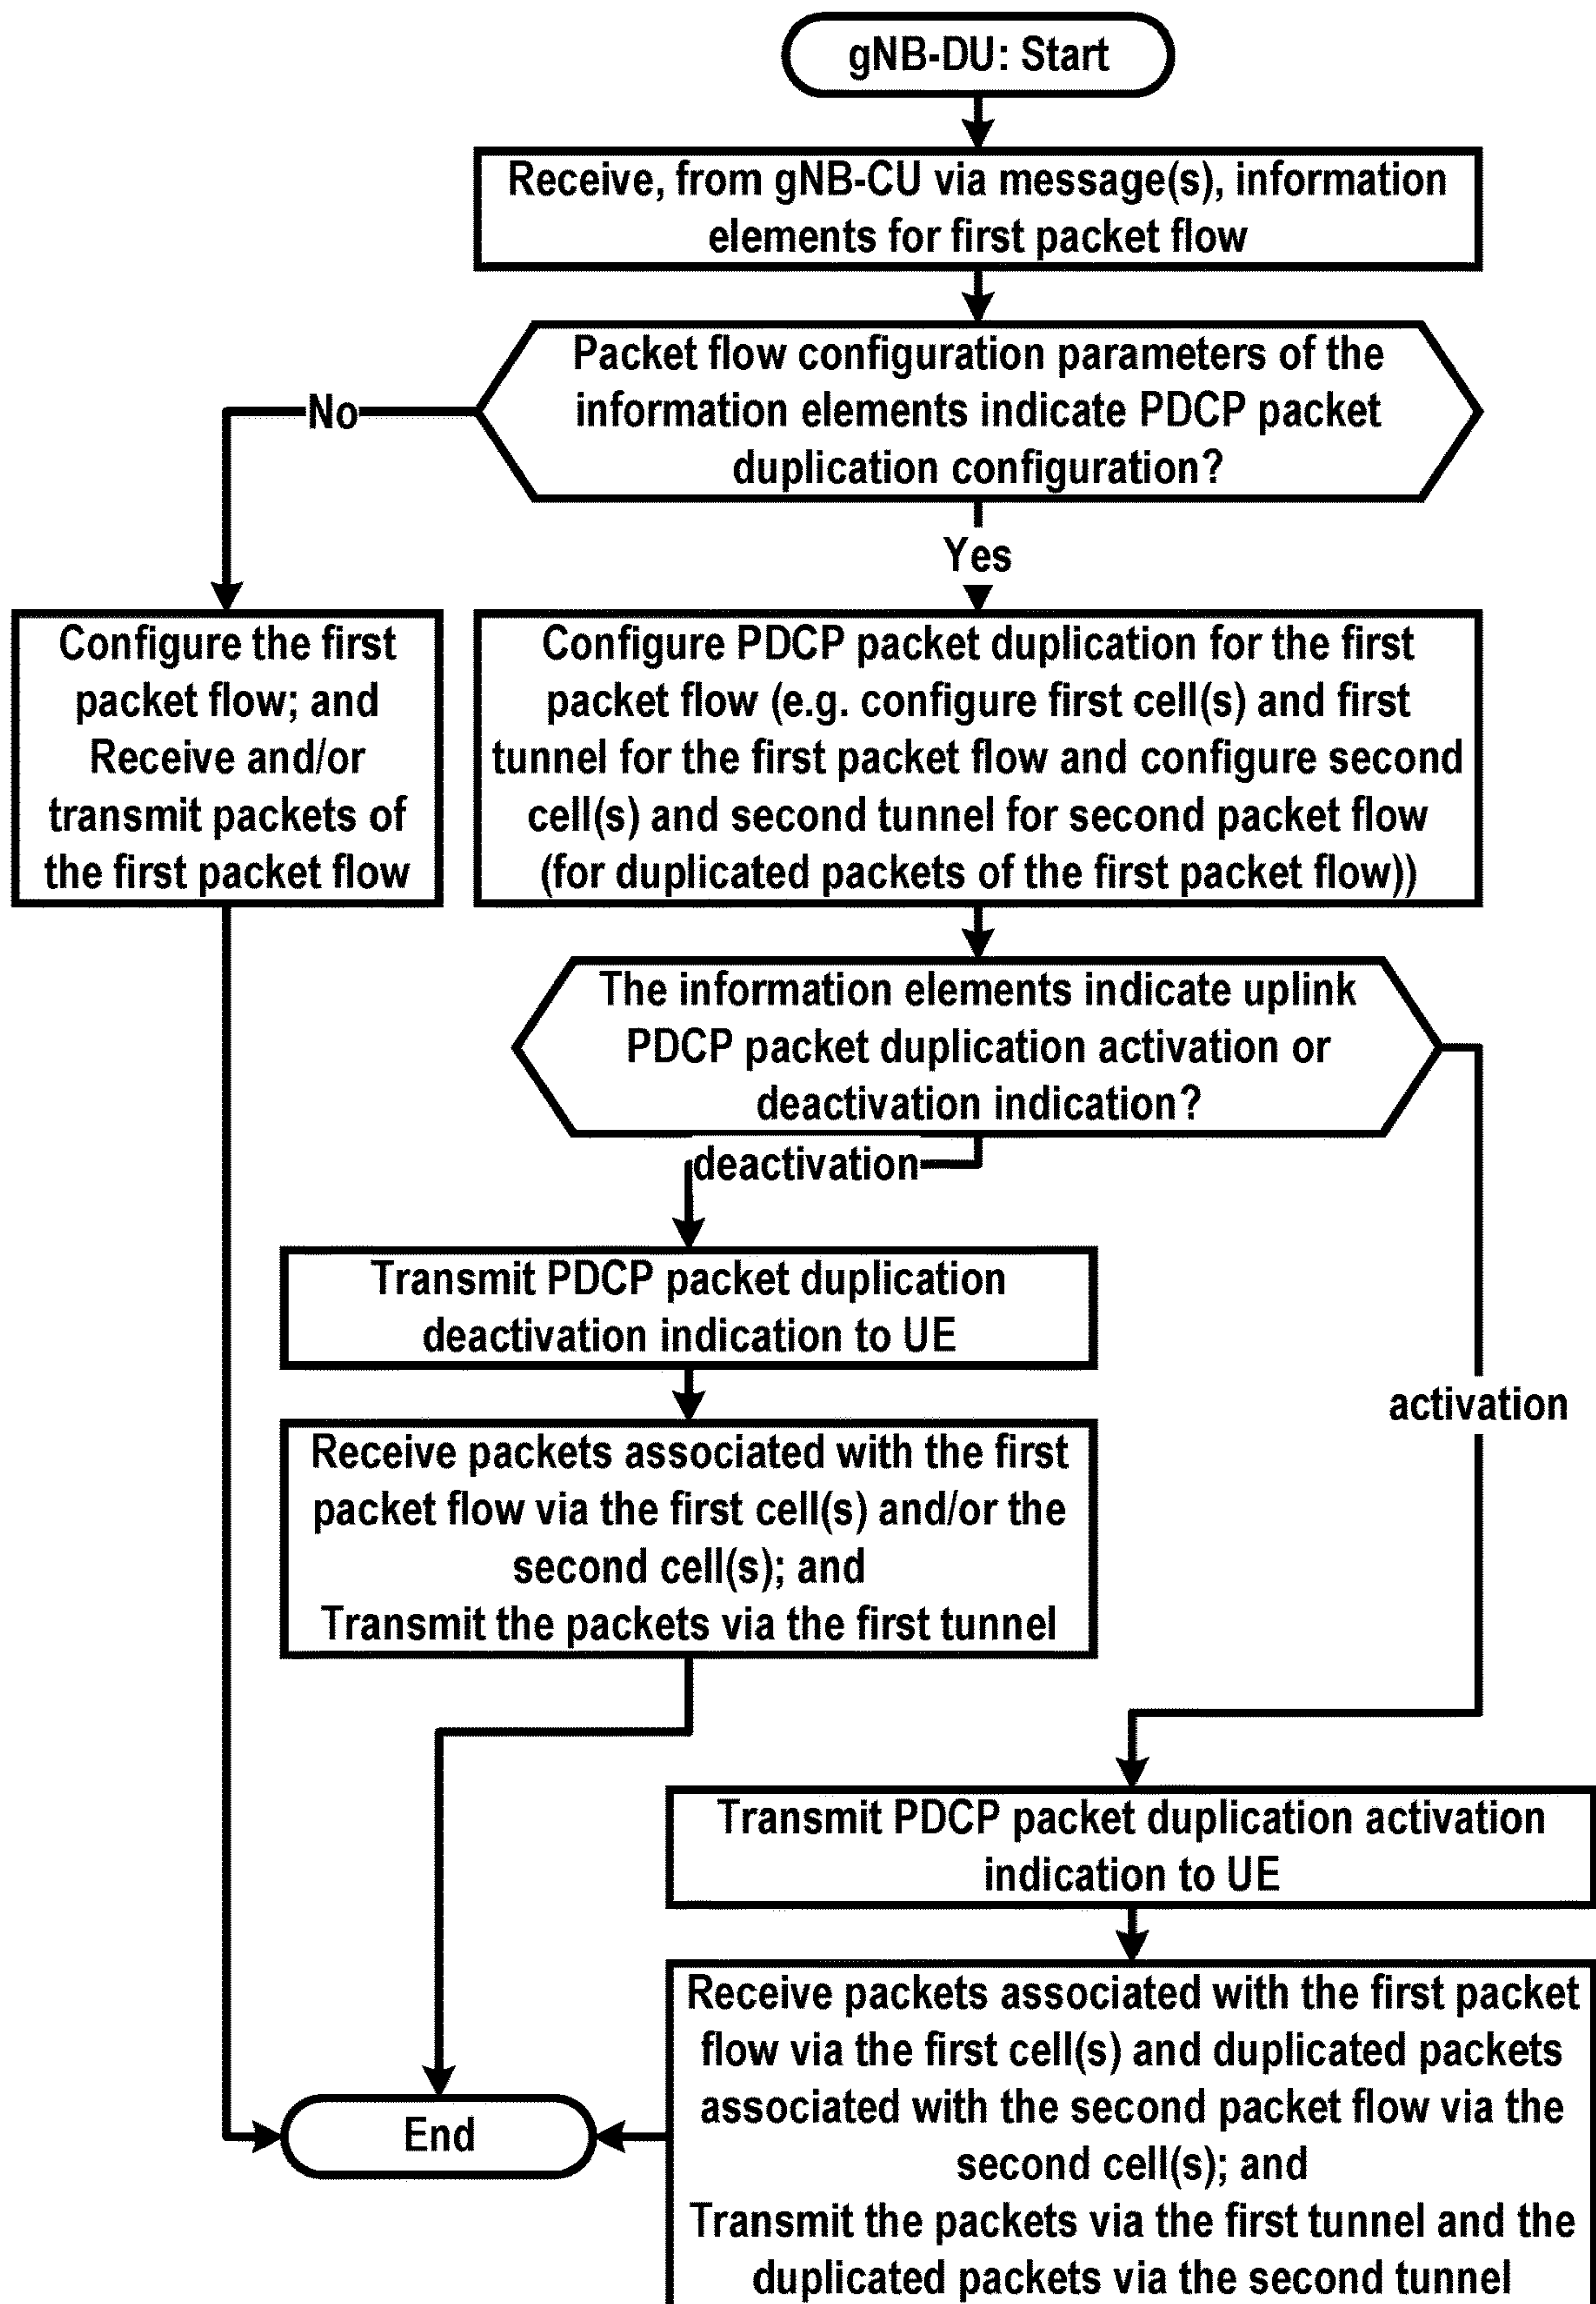 gNB-DU: Start
Receive, from gNB-CU via message(s), information
elements for first packet flow
Packet flow configuration parameters of the
information elements indicate PDCP packet
duplication configuration?
No
Yes
Configure the first
packet flow; and
Receive and/or
transmit packets of
the first packet flow
Configure PDCP packet duplication for the first
packet flow (e.g. configure first cell(s) and first
tunnel for the first packet flow and configure second
cell(s) and second tunnel for second packet flow
(for duplicated packets of the first packet flow))
The information elements indicate uplink
PDCP packet duplication activation or
deactivation indication?
deactivation
Transmit PDCP packet duplication
deactivation indication to UE
activation
Receive packets associated with the first
packet flow via the first cell(s) and/or the
second cell(s); and
Transmit the packets via the first tunnel
Transmit PDCP packet duplication activation
indication to UE
Receive packets associated with the first packet
flow via the first cell(s) and duplicated packets
associated with the second packet flow via the
second cell(s); and
Transmit the packets via the first tunnel and the
duplicated packets via the second tunnel
End